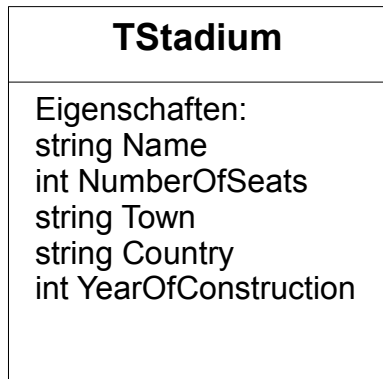 TStadium
Eigenschaften:
string Name
int NumberOfSeats
string Town
string Country
int YearOfConstruction